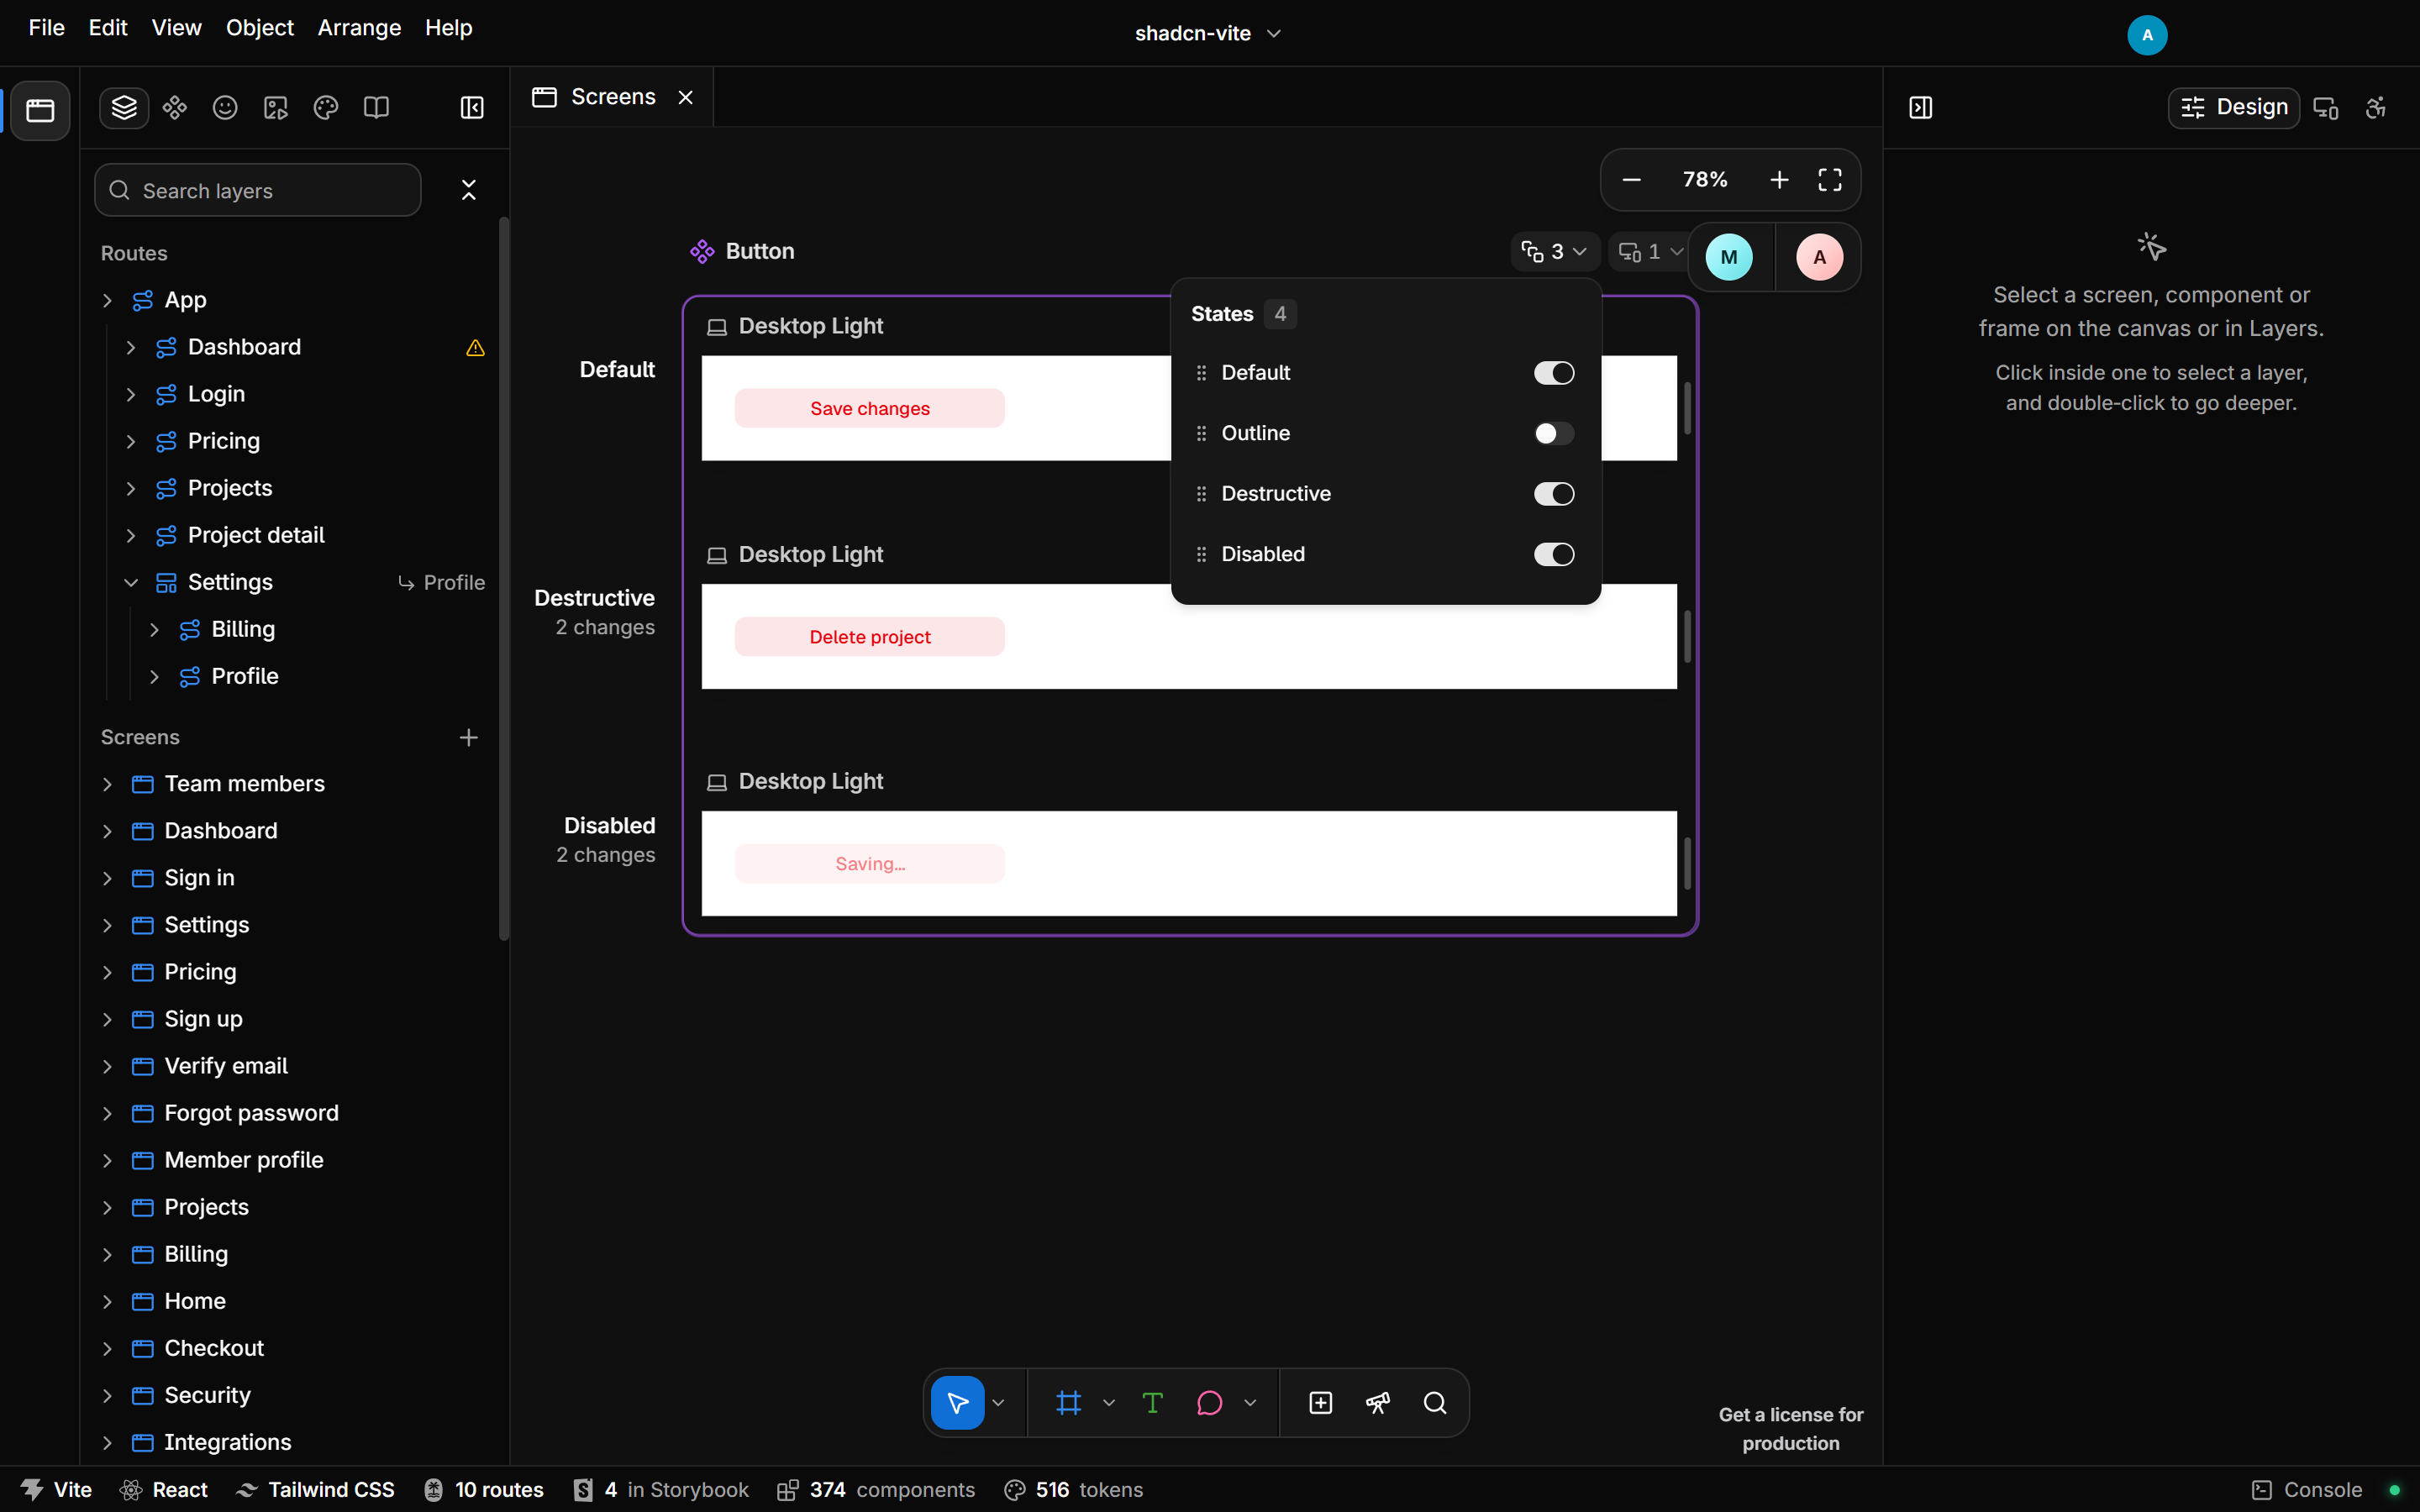 File Edit View Object Arrange Help
shadcn-vite
A
Screens
Design
Search layers
78%
Routes
Button
3
1
M
A
App
Dashboard
Login
Pricing
Projects
Project detail
Settings
Profile
Billing
Profile
Screens
Team members
Dashboard
Sign in
Settings
Pricing
Sign up
Verify email
Forgot password
Member profile
Projects
Billing
Home
Checkout
Security
Integrations
Default
Desktop Light
Save changes
Destructive
2 changes
Desktop Light
Delete project
Disabled
2 changes
Desktop Light
Saving...
States 4
Default
Outline
Destructive
Disabled
Select a screen, component or
frame on the canvas or in Layers.
Click inside one to select a layer,
and double-click to go deeper.
Get a license for
production
Vite React Tailwind CSS 10 routes 4 in Storybook 374 components 516 tokens
Console